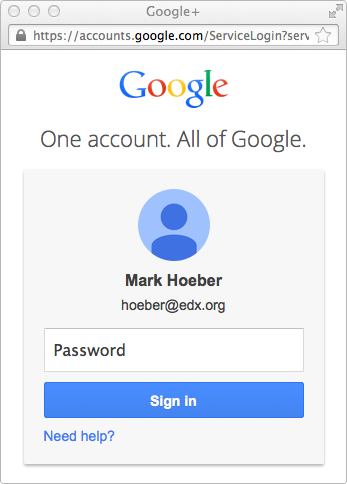 Google+
https://accounts.google.com/ServiceLogin?serv
Google
One account. All of Google.
Mark Hoeber
hoeber@edx.org
Password
Sign in
Need help?